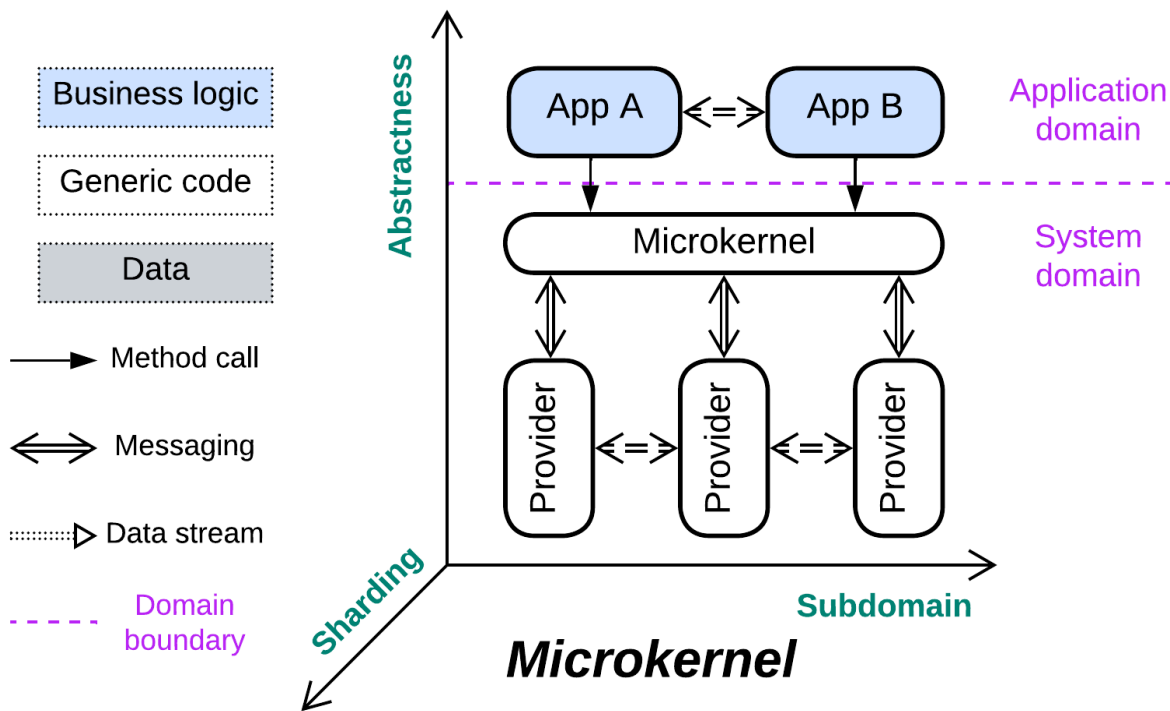 Business logic
Generic code
Data
Method call
Messaging
Data stream
Domain
boundary
Abstractness
Sharding
Subdomain
App A
App B
Microkernel
Provider
Provider
Provider
Application
domain
System
domain
Microkernel